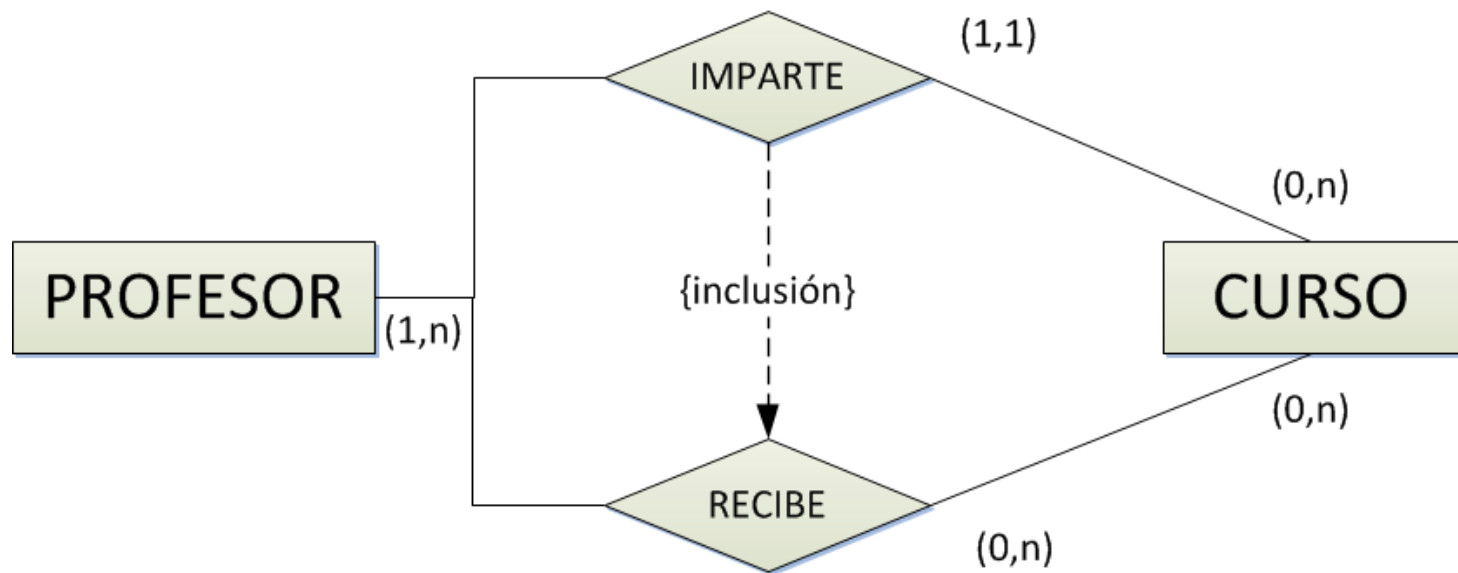 (1,1)
IMPARTE
(0,n)
PROFESOR
(1,n)
{inclusión}
CURSO
(0,n)
RECIBE
(0,n)